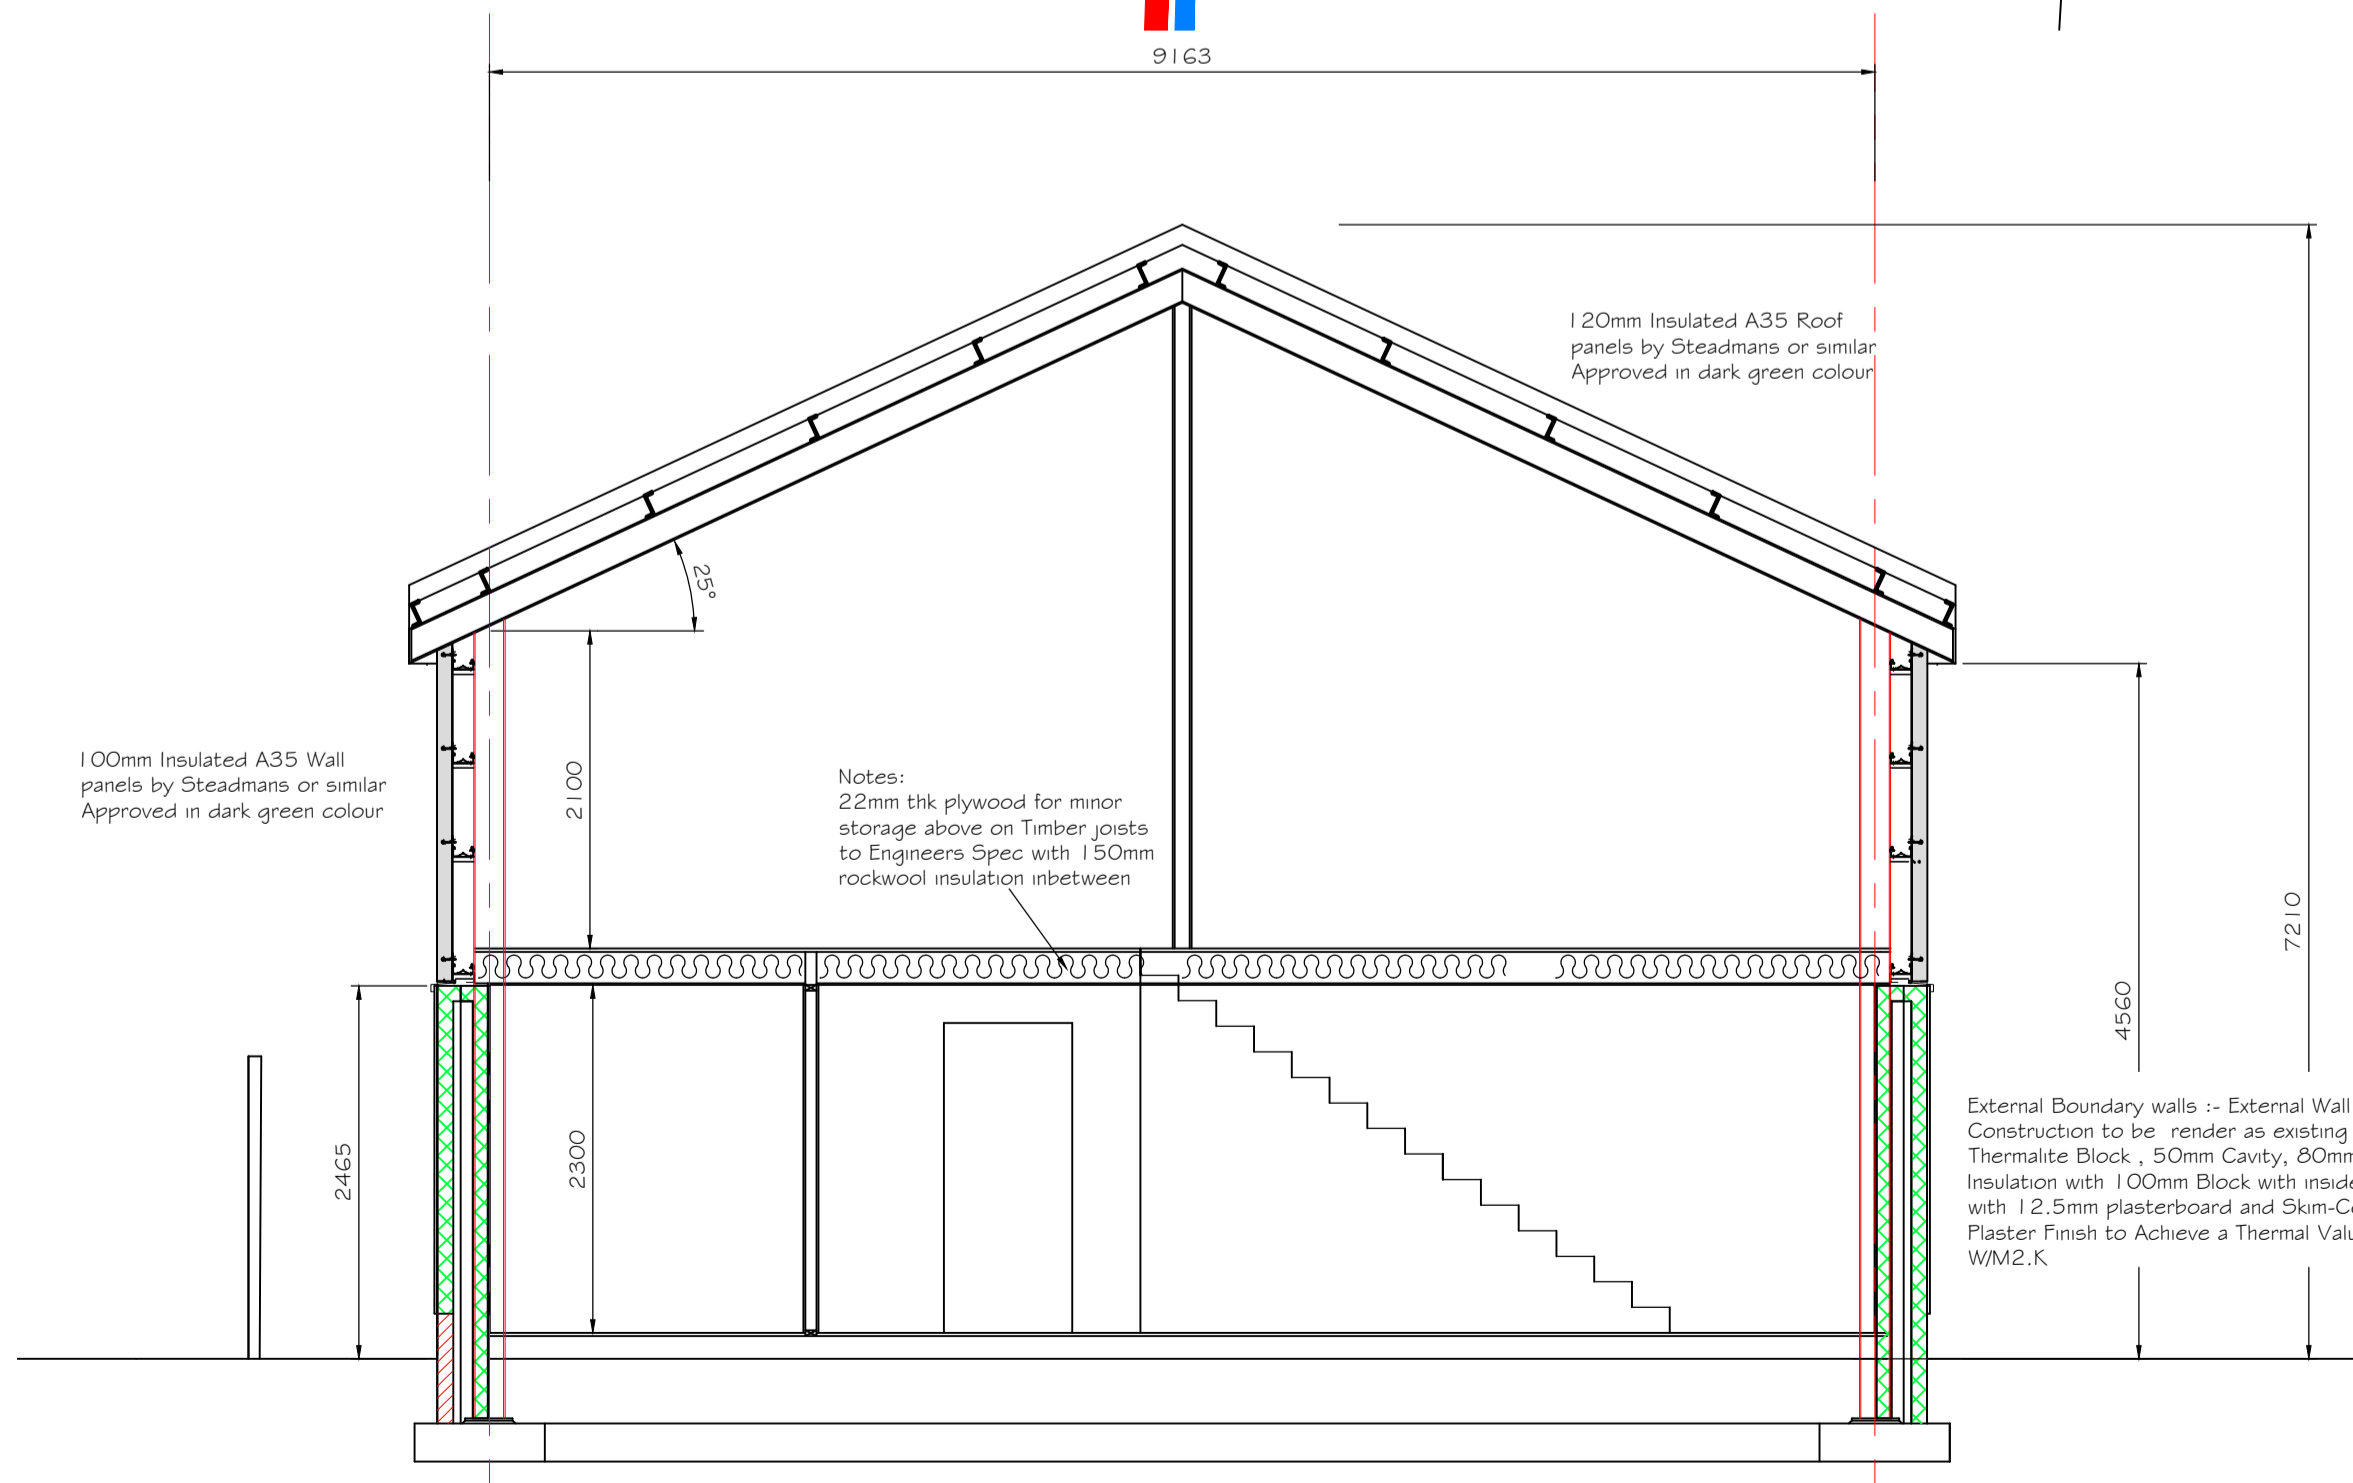 9163
120mm Insulated A35 Roof
panels by Steadmans or similar
Approved in dark green colour
25°
100mm Insulated A35 Wall
panels by Steadmans or similar
Approved in dark green colour
2100
Notes:
22mm thk plywood for minor
storage above on Timber joists
to Engineers Spec with 150mm
rockwool insulation inbetween
7210
4560
2465
2300
External Boundary walls :- External Wall
Construction to be render as existing
Thermalite Block , 50mm Cavity, 80mm
Insulation with 100mm Block with inside
with 12.5mm plasterboard and Skim-
Plaster Finish to Achieve a Thermal
W/M2.K